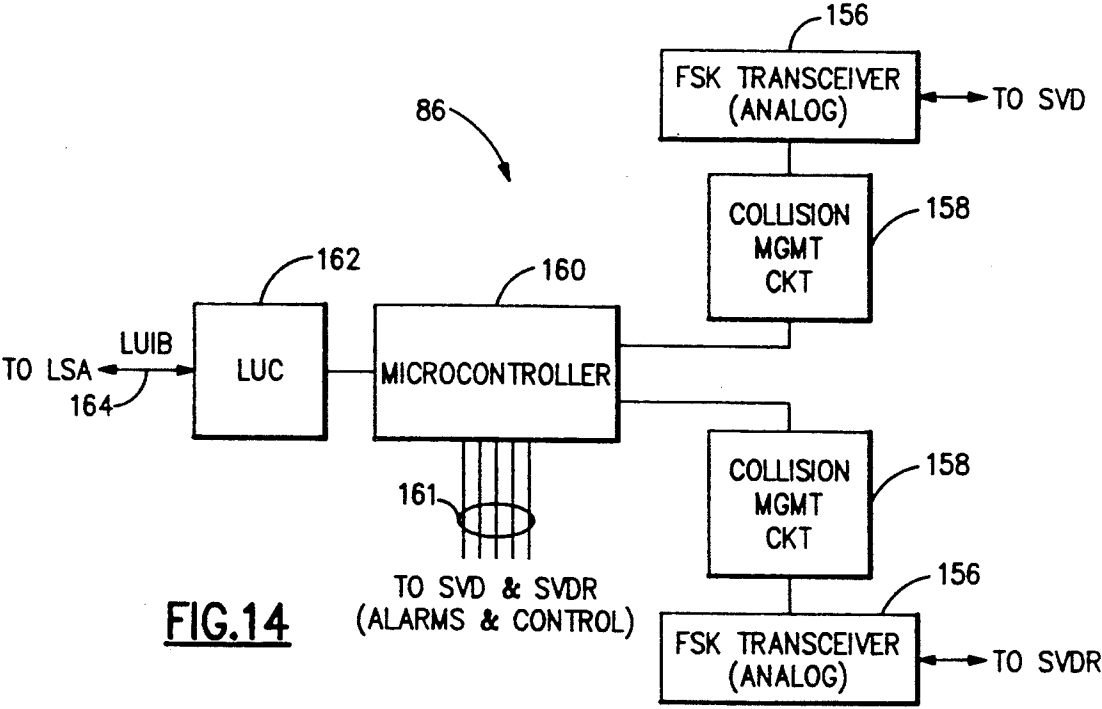 156
FSK TRANSCEIVER
(ANALOG)
TO SVD
86
COLLISION
MGMT
CKT
158
162
160
LUIB
TO LSA
164
LUC
MICROCONTROLLER
161
TO SVD & SVDR
(ALARMS & CONTROL)
COLLISION
MGMT
CKT
158
156
FSK TRANSCEIVER
(ANALOG)
TO SVDR
FIG.14